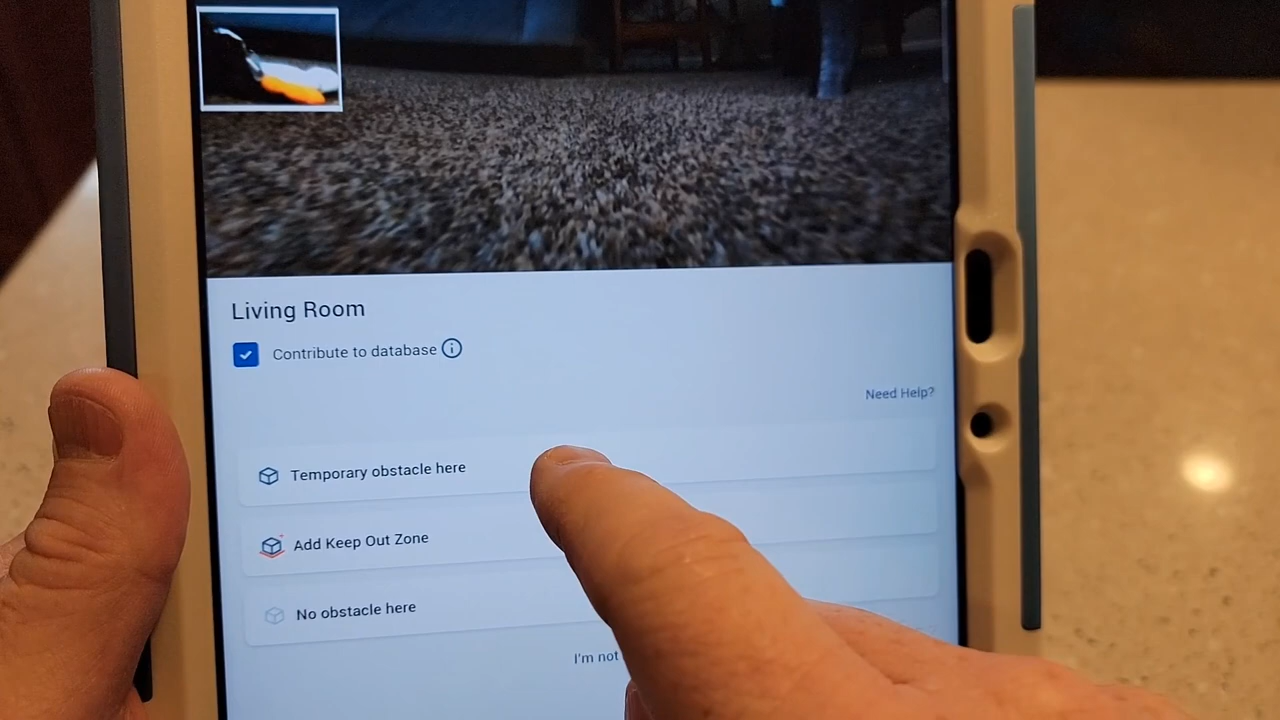 Living Room
Contribute to database
Need Help?
Temporary obstacle here
Add Keep Out Zone
No obstacle here
I'm not